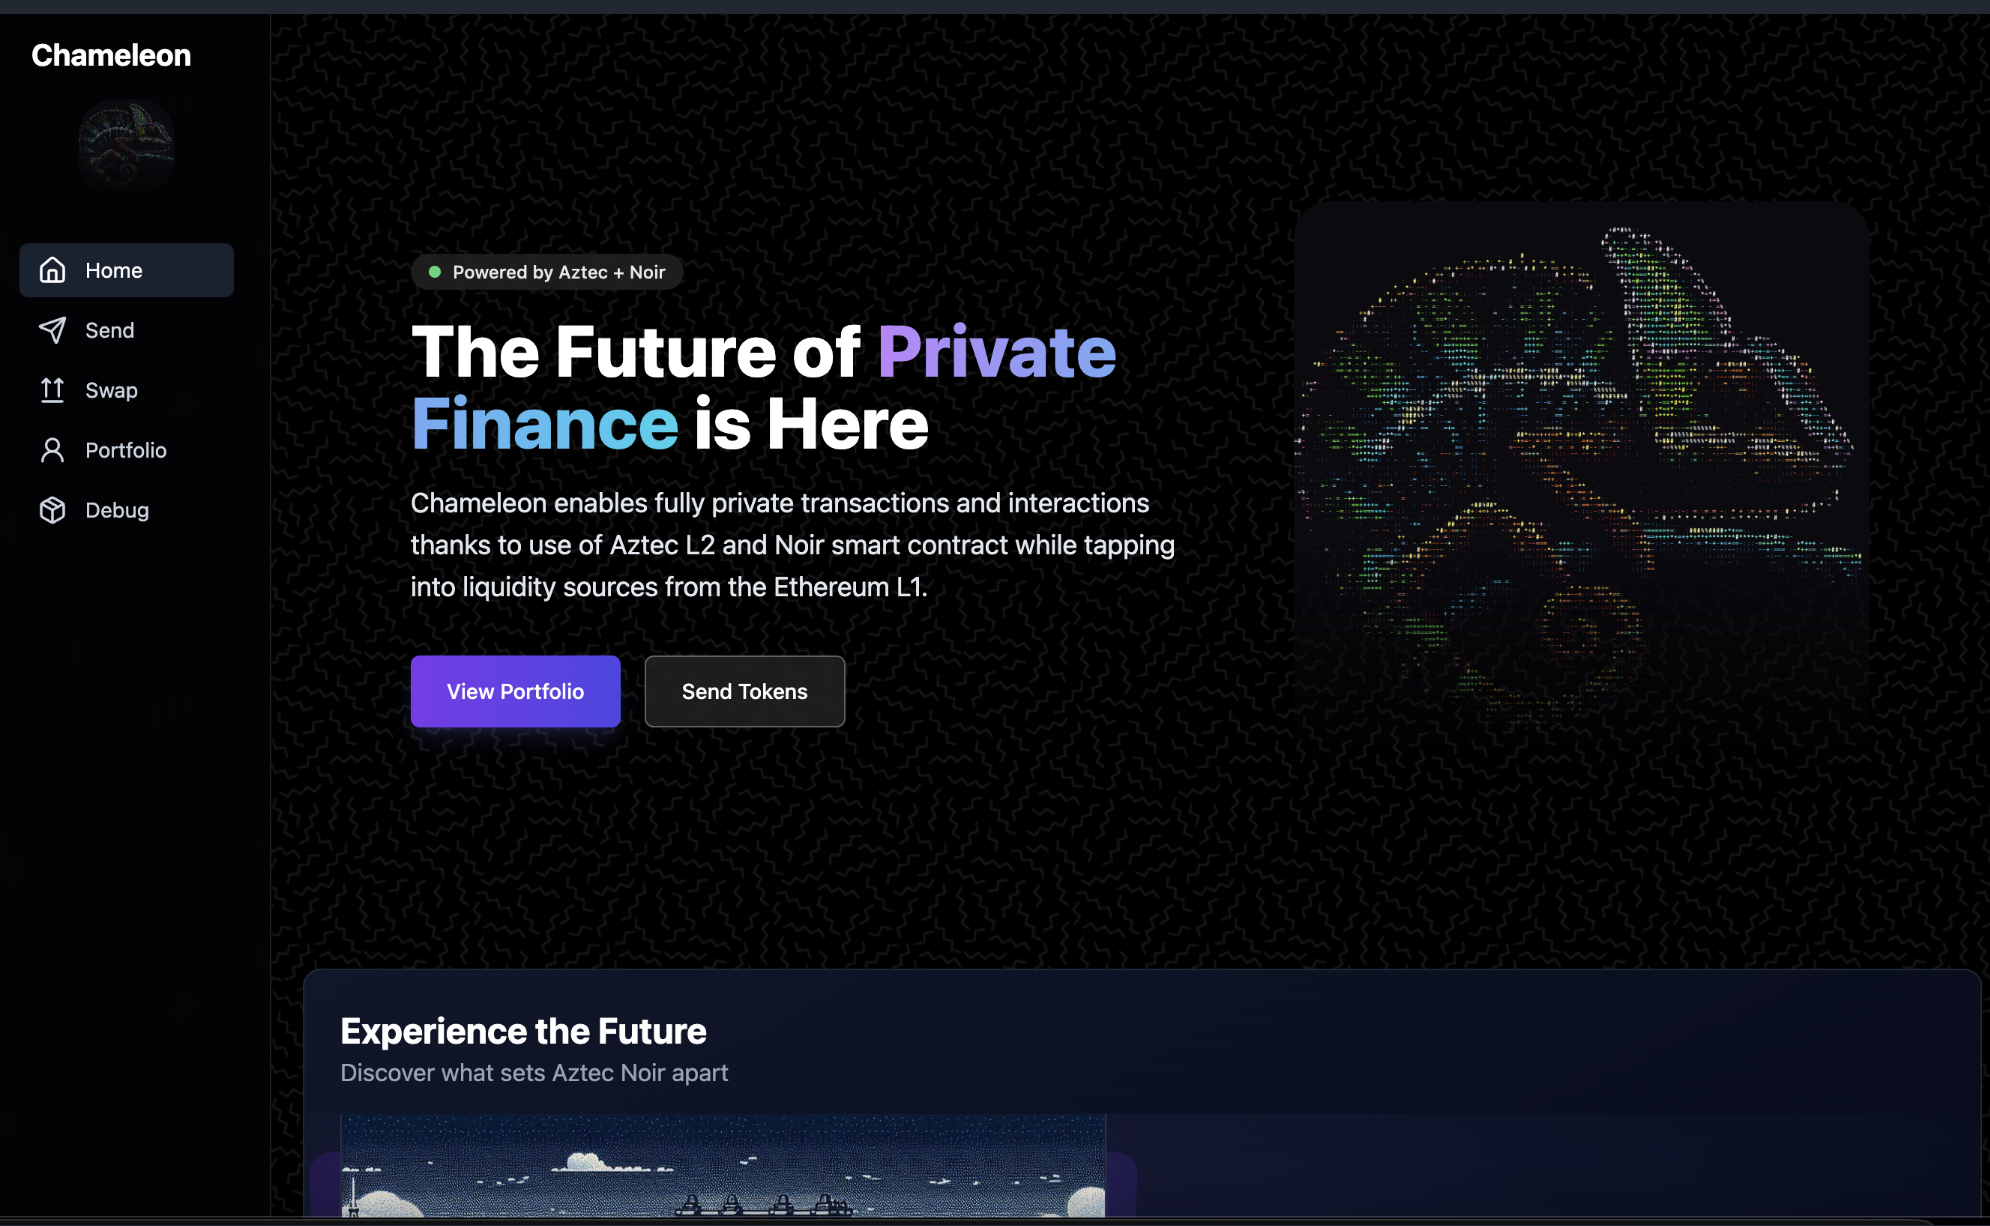 Chameleon
Home
Send
Swap
Portfolio
Debug
Powered by Aztec + Noir
The Future of Private
Finance is Here
Chameleon enables fully private transactions and interactions
thanks to use of Aztec L2 and Noir smart contract while tapping
into liquidity sources from the Ethereum L1.
View Portfolio
Send Tokens
Experience the Future
Discover what sets Aztec Noir apart